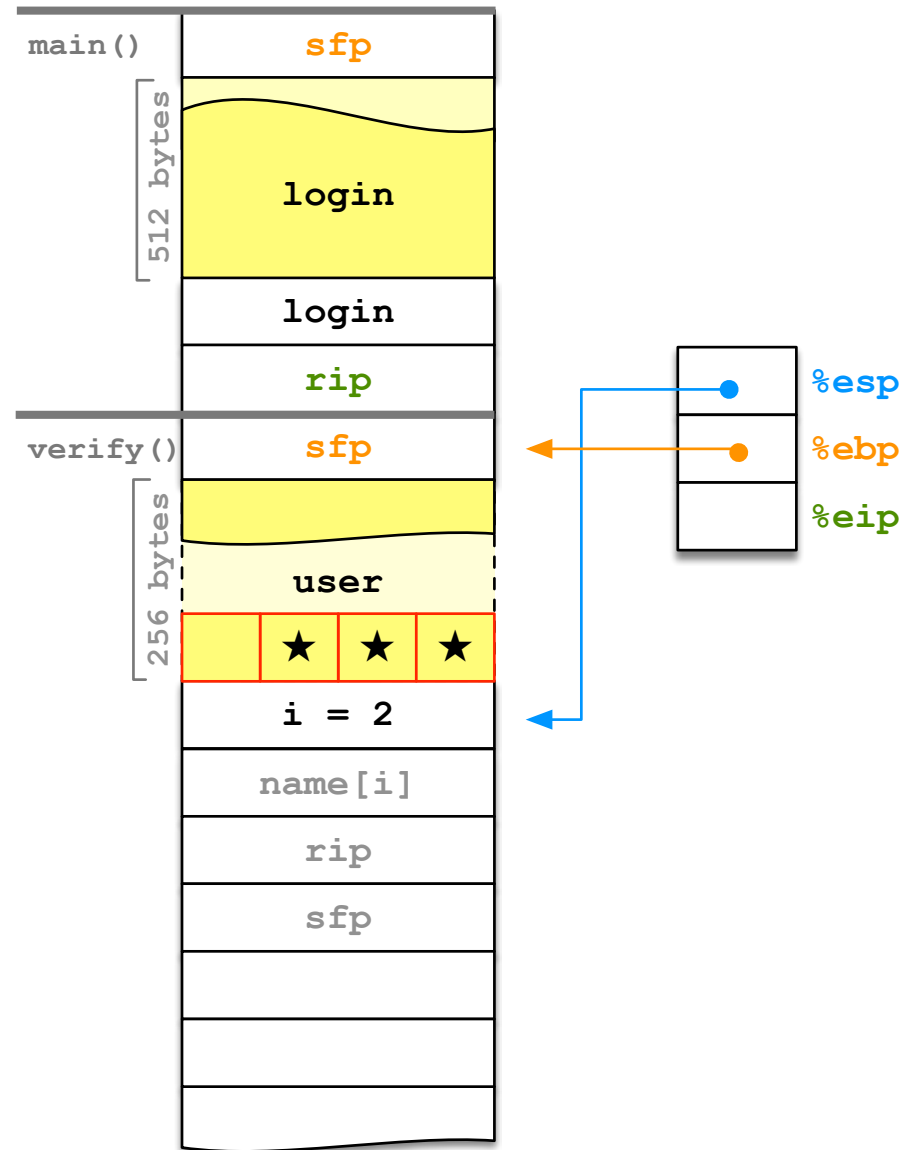 main()
sfp
512 bytes
login
login
rip
%esp
verify()
sfp
%ebp
%eip
256 bytes
user
★ ★ ★
i = 2
name[i]
rip
sfp